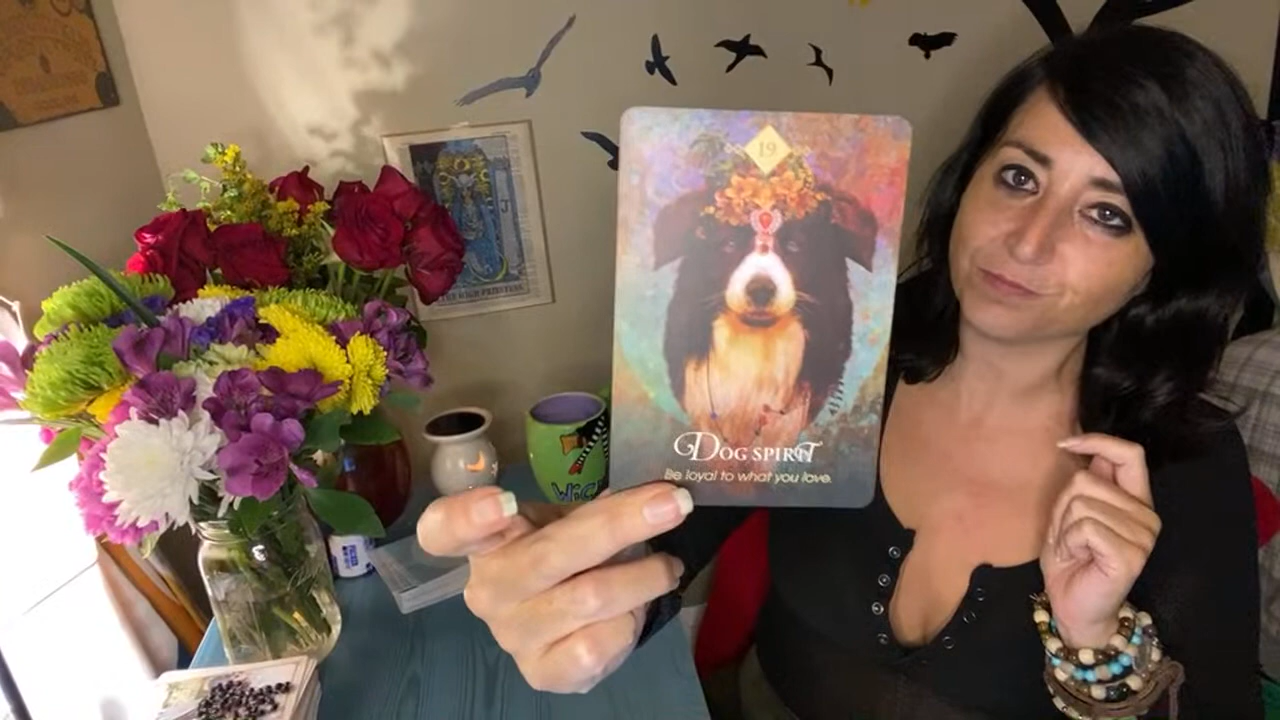 THE HIGH PRIESTESS
J
19
DOG SPIRIT
Be loyal to what you love.